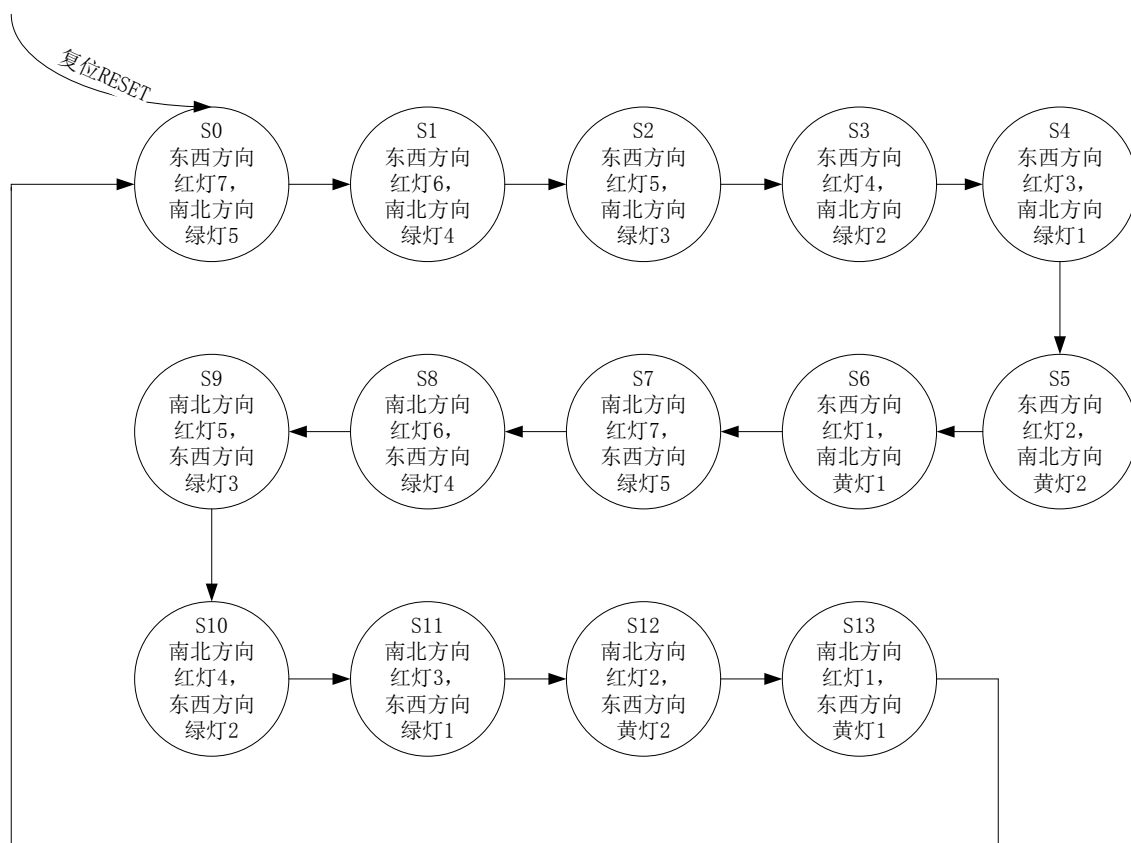 复位RESET
S0
东西方向
红灯7,
南北方向
绿灯5
S1
东西方向
红灯6,
南北方向
绿灯4
S2
东西方向
红灯5,
南北方向
绿灯3
S3
东西方向
红灯4,
南北方向
绿灯2
S4
东西方向
红灯3,
南北方向
绿灯1
S9
南北方向
红灯5,
东西方向
绿灯3
S8
南北方向
红灯6,
东西方向
绿灯4
S7
南北方向
红灯7,
东西方向
绿灯5
S6
东西方向
红灯1,
南北方向
黄灯1
S5
东西方向
红灯2,
南北方向
黄灯2
S10
南北方向
红灯4,
东西方向
绿灯2
S11
南北方向
红灯3,
东西方向
绿灯1
S12
南北方向
红灯2,
东西方向
黄灯2
S13
南北方向
红灯1,
东西方向
黄灯1